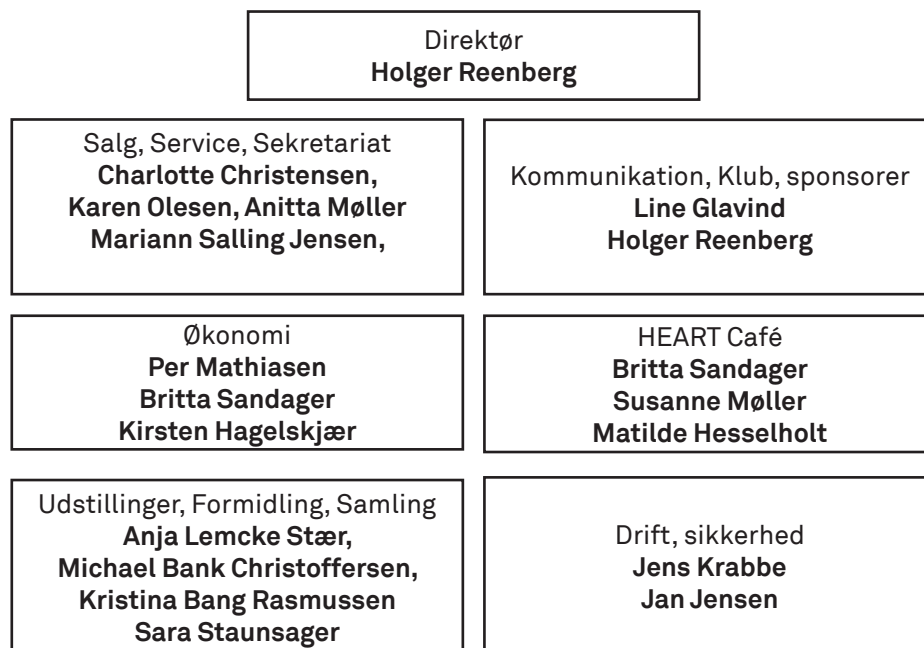 Direktør
Holger Reenberg
Salg, Service, Sekretariat
Charlotte Christensen,
Karen Olesen, Anitta Møller
Mariann Salling Jensen,
Kommunikation, Klub, sponsorer
Line Glavind
Holger Reenberg
Økonomi
Per Mathiasen
Britta Sandager
Kirsten Hagelskjær
HEART Café
Britta Sandager
Susanne Møller
Matilde Hesselholt
Udstillinger, Formidling, Samling
Anja Lemcke Stær,
Michael Bank Christoffersen,
Kristina Bang Rasmussen
Sara Staunsager
Drift, sikkerhed
Jens Krabbe
Jan Jensen